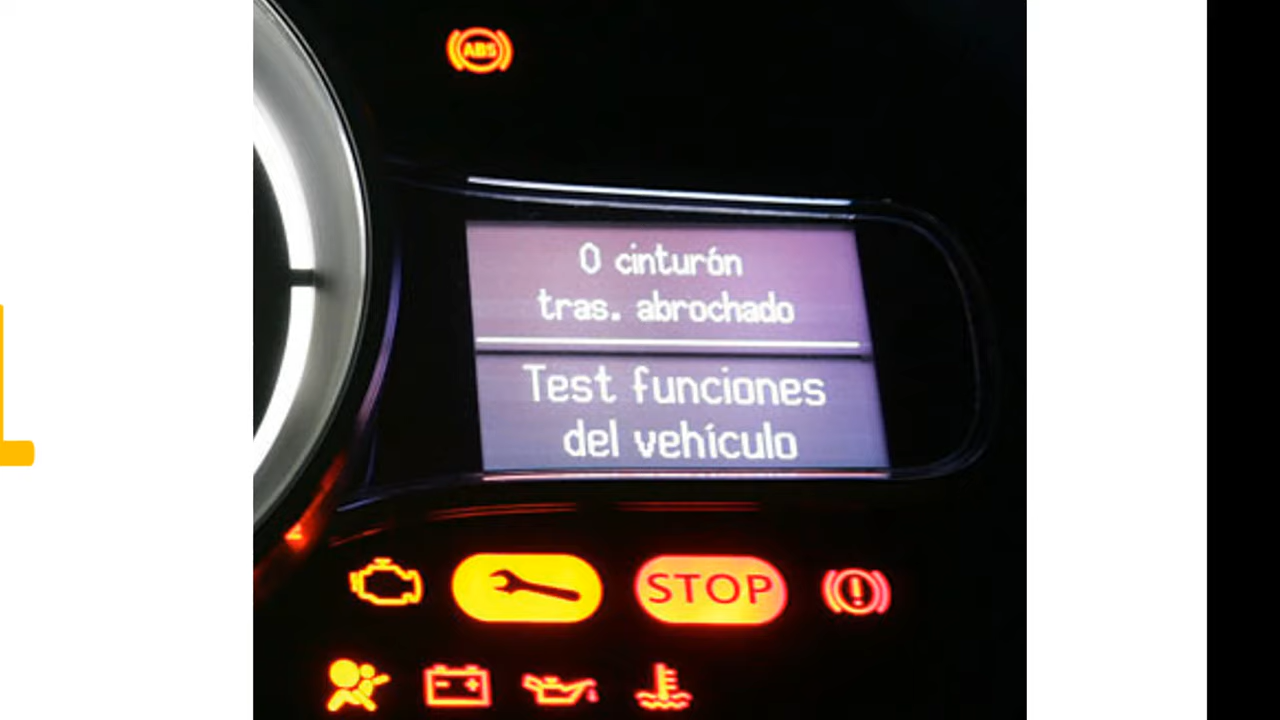 ABS
0 cinturón
tras. abrochado
Test funciones
del vehículo
STOP